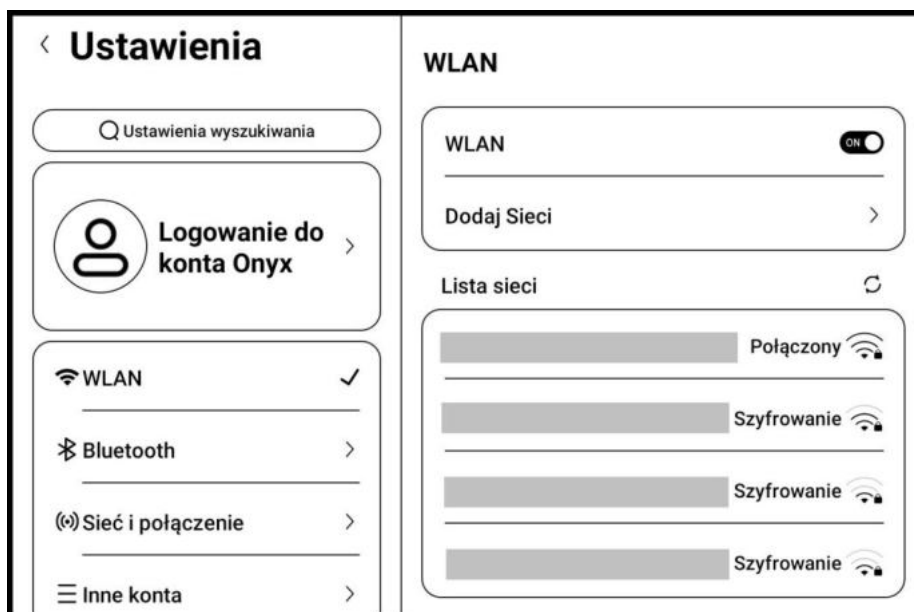 Ustawienia
Ustawienia wyszukiwania
Logowanie do
konta Onyx
WLAN
Bluetooth
Sieć i połączenie
Inne konta
WLAN
WLAN
ON
Dodaj Sieci
Lista sieci
Połączony
Szyfrowanie
Szyfrowanie
Szyfrowanie